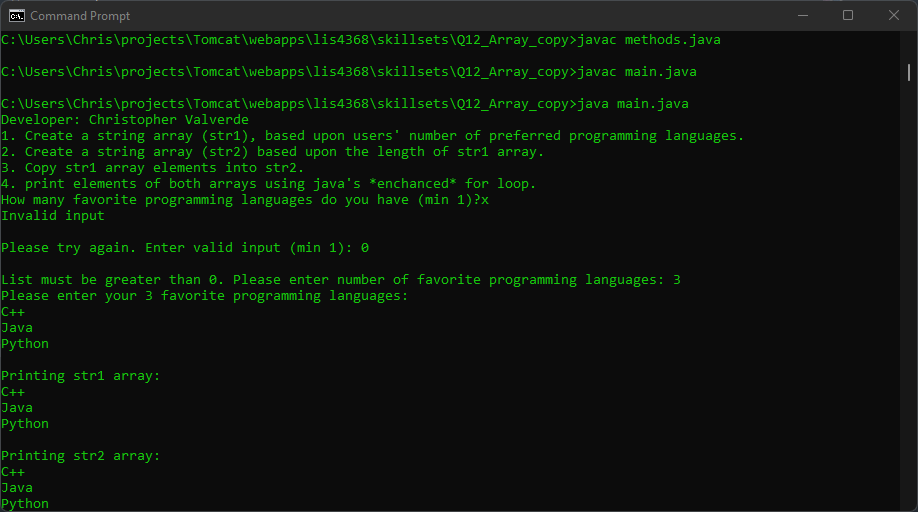 Command Prompt
C:\Users\Chris\projects\Tomcat\webapps\lis4368\skillsets\Q12_Array_copy>javac methods.java
C:\Users\Chris\projects\Tomcat\webapps\lis4368\skillsets\Q12_Array_copy>javac main.java
C:\Users\Chris\projects\Tomcat\webapps\lis4368\skillsets\Q12_Array_copy>java main.java
Developer: Christopher Valverde
1. Create a string array (str1), based upon users' number of preferred programming languages.
2. Create a string array (str2) based upon the length of str1 array.
3. Copy str1 array elements into str2.
4. print elements of both arrays using java's *enchanced* for loop.
How many favorite programming languages do you have (min 1)?x
Invalid input
Please try again. Enter valid input (min 1): 0
List must be greater than 0. Please enter number of favorite programming languages: 3
Please enter your 3 favorite programming languages:
C++
Java
Python
Printing str1 array:
C++
Java
Python
Printing str2 array:
C++
Java
Python